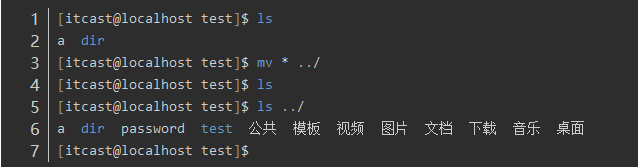 1 [itcast@localhost test]$ ls
2 a  dir
3 [itcast@localhost test]$ mv * ../
4 [itcast@localhost test]$ ls
5 [itcast@localhost test]$ ls ../
6 a  dir  password  test  公共  模板  视频  图片  文档  下载  音乐  桌面
7 [itcast@localhost test]$